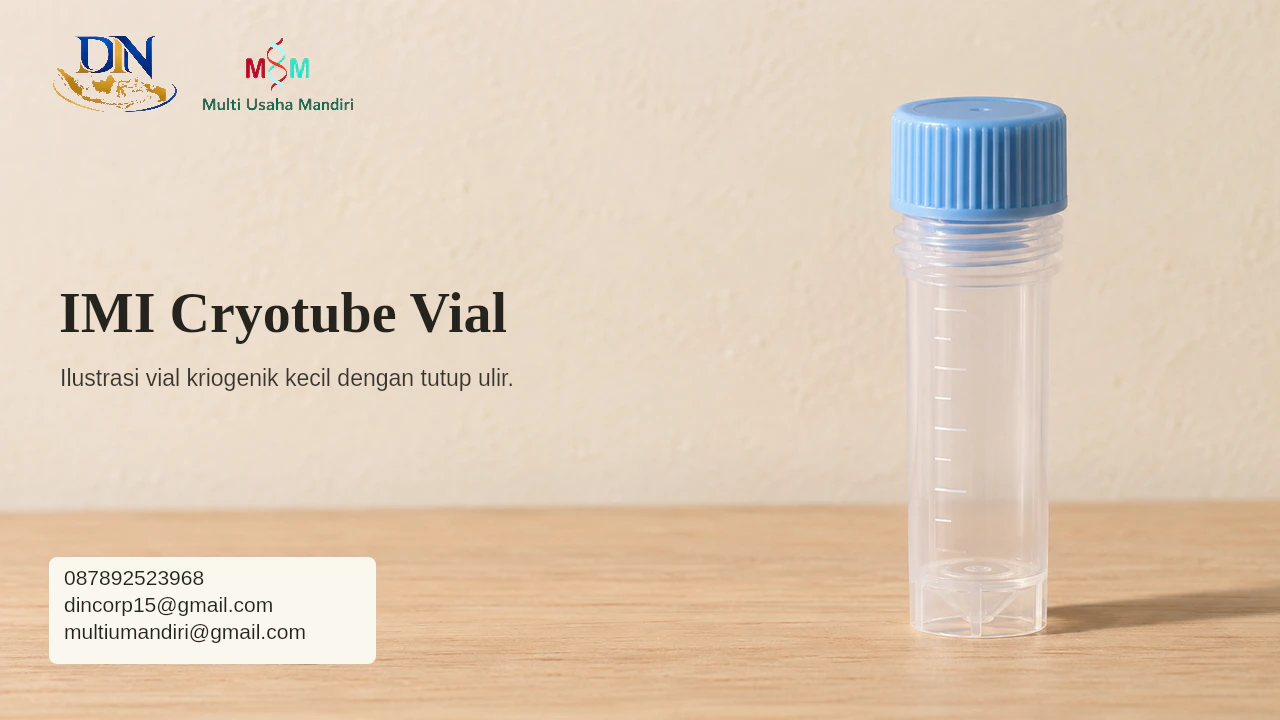 DIN
MM
Multi Usaha Mandiri
IMI Cryotube Vial
Ilustrasi vial kriogenik kecil dengan tutup ulir.
087892523968
dincorp15@gmail.com
multiumandiri@gmail.com